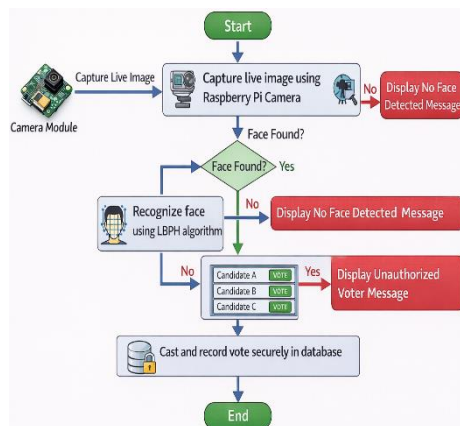 Start
Capture Live Image
Camera Module
Capture live image using
Raspberry Pi Camera
No
Display No Face
Detected Message
Face Found?
Face Found?
Yes
Recognize face
using LBPH algorithm
No
Display No Face Detected Message
No
Candidate A VOTE
Candidate B VOTE
Candidate C VOTE
Yes
Display Unauthorized
Voter Message
Cast and record vote securely in database
End